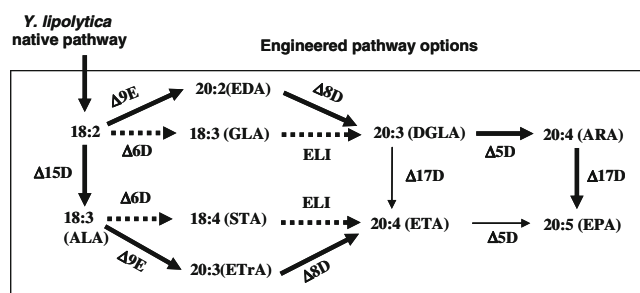 Y. lipolytica
native pathway
Engineered pathway options
Δ9E
20:2(EDA)
Δ8D
18:2
Δ6D
18:3 (GLA)
ELI
20:3 (DGLA)
Δ5D
20:4 (ARA)
Δ15D
Δ17D
Δ17D
18:3
(ALA)
Δ6D
18:4 (STA)
ELI
20:4 (ETA)
Δ5D
20:5 (EPA)
Δ9E
20:3(ETrA)
Δ8D